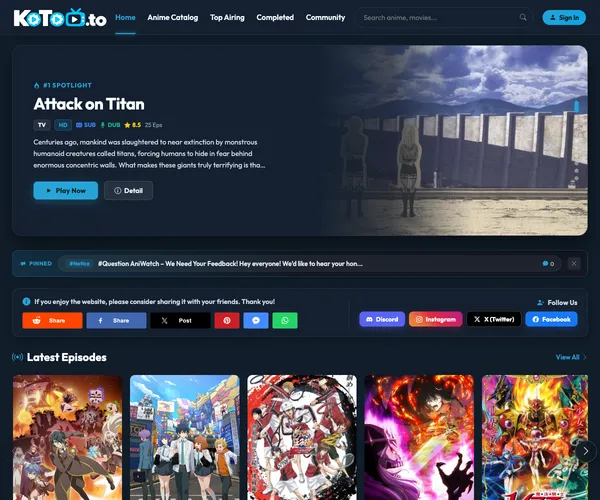 KoTo.to
Home
Anime Catalog
Top Airing
Completed
Community
Search anime, movies...
Sign In
#1 SPOTLIGHT
Attack on Titan
TV HD SUB DUB 8.5 25 Eps
Centuries ago, mankind was slaughtered to near extinction by monstrous
humanoid creatures called titans, forcing humans to hide in fear behind
enormous concentric walls. What makes these giants truly terrifying is tha...
Play Now
Detail
PINNED
#Notice
#Question AniWatch – We Need Your Feedback! Hey everyone! We'd like to hear your hon...
0
If you enjoy the website, please consider sharing it with your friends. Thank you!
Share
Share
Post
Follow Us
Discord
Instagram
X (Twitter)
Facebook
Latest Episodes
View All